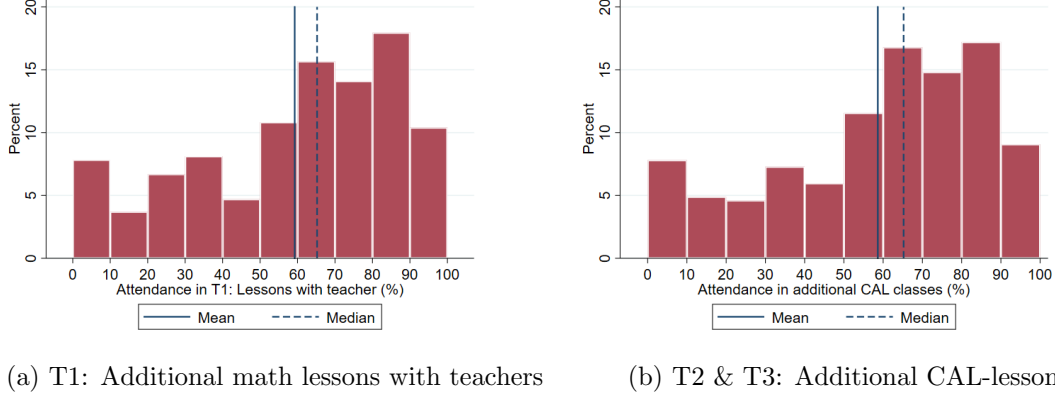 20
15
10
5
0
Percent
0 10 20 30 40 50 60 70 80 90 100
Attendance in T1: Lessons with teacher (%)
Mean Median
(a) T1: Additional math lessons with teachers
20
15
10
5
0
Percent
0 10 20 30 40 50 60 70 80 90 100
Attendance in additional CAL classes (%)
Mean Median
(b) T2 & T3: Additional CAL-lesson